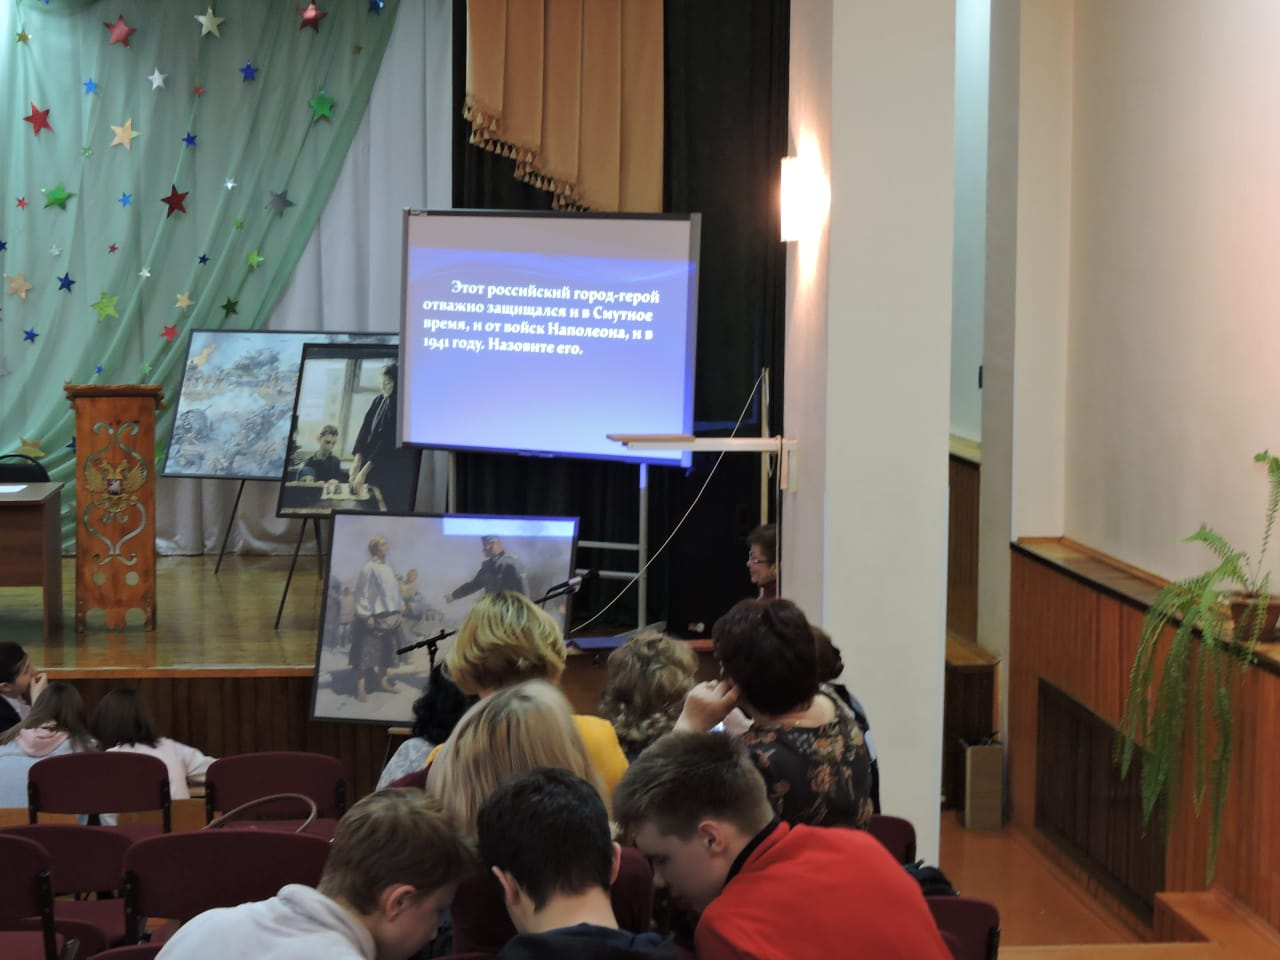 Этот российский город-герой
отважно защищался и в Смутное
время, и от войск Наполеона, и в
1941 году. Назовите его.